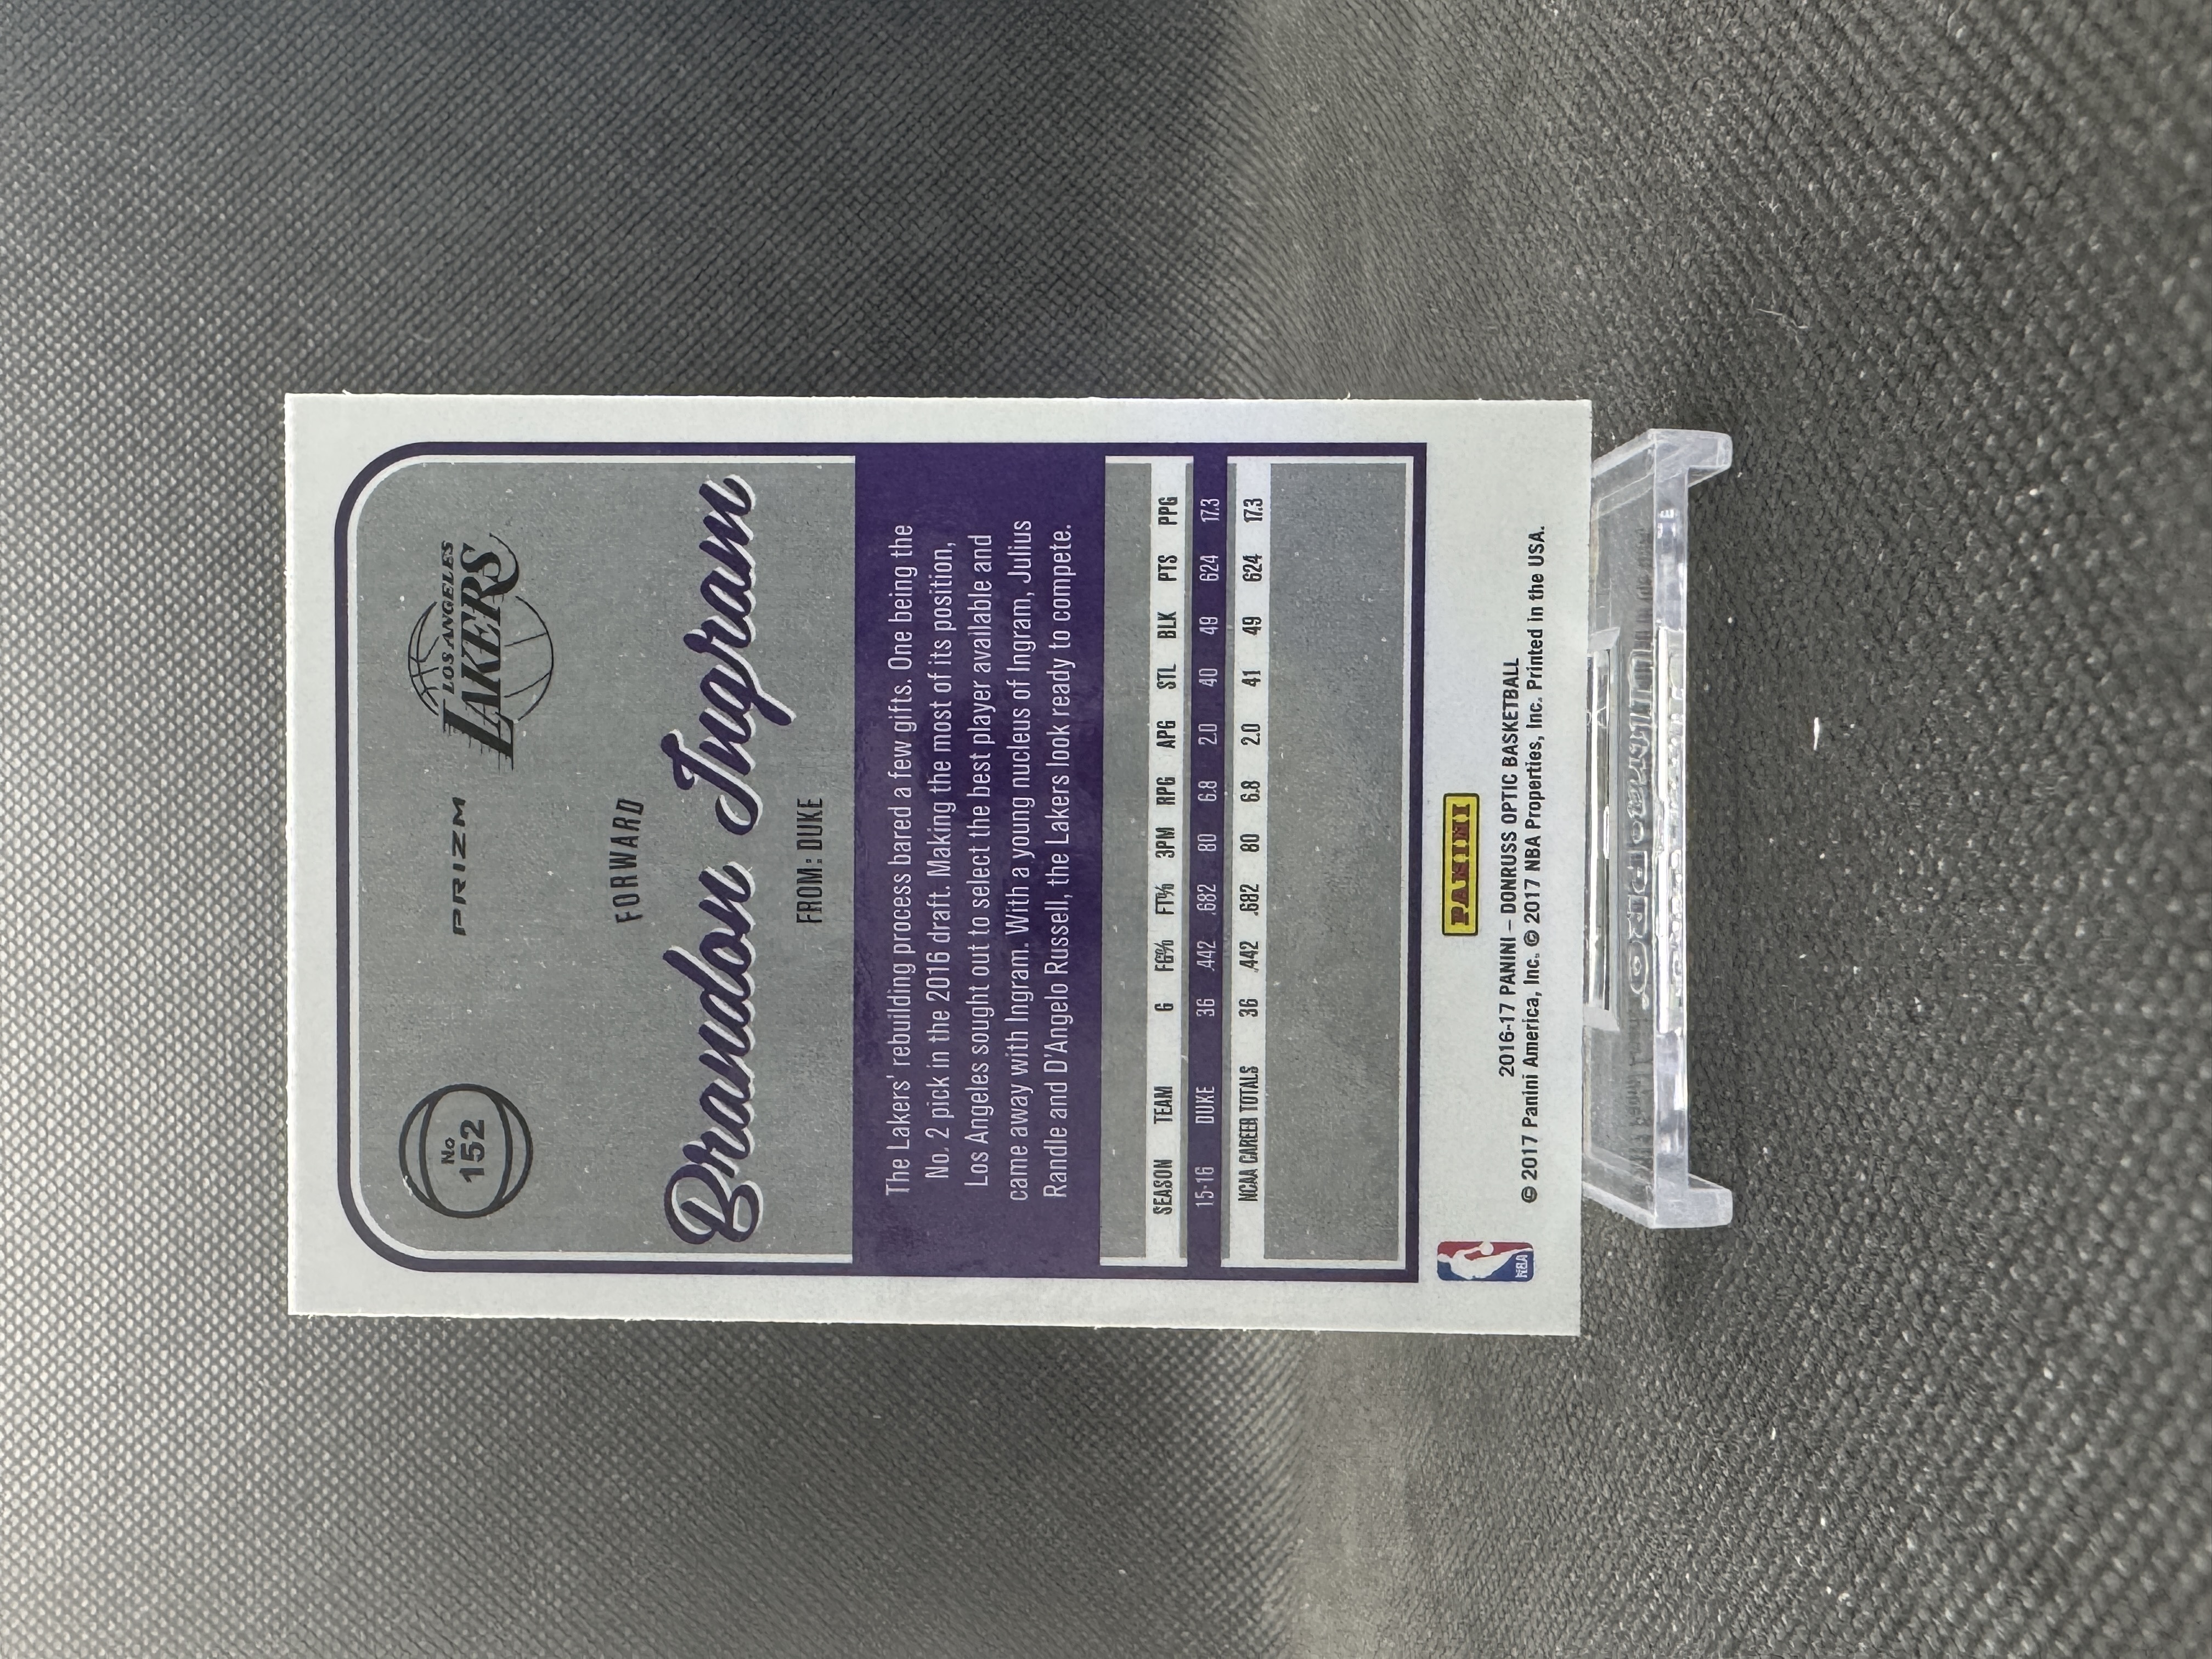 No
152
PRIZM
LOS ANGELES
LAKERS
FORWARD
Brandon Ingram
FROM: DUKE
The Lakers' rebuilding process bared a few gifts. One being the
No. 2 pick in the 2016 draft. Making the most of its position,
Los Angeles sought out to select the best player available and
came away with Ingram. With a young nucleus of Ingram, Julius
Randle and D'Angelo Russell, the Lakers look ready to compete.
SEASON TEAM G FG% FT% 3PM RPG APG STL BLK PTS PPG
15-16 DUKE 36 .442 .682 80 6.8 2.0 40 49 624 17.3
NCAA CAREER TOTALS 36 .442 .682 80 6.8 2.0 41 49 624 17.3
PANINI
NBA
2016-17 PANINI – DONRUSS OPTIC BASKETBALL
© 2017 Panini America, Inc. © 2017 NBA Properties, Inc. Printed in the USA.